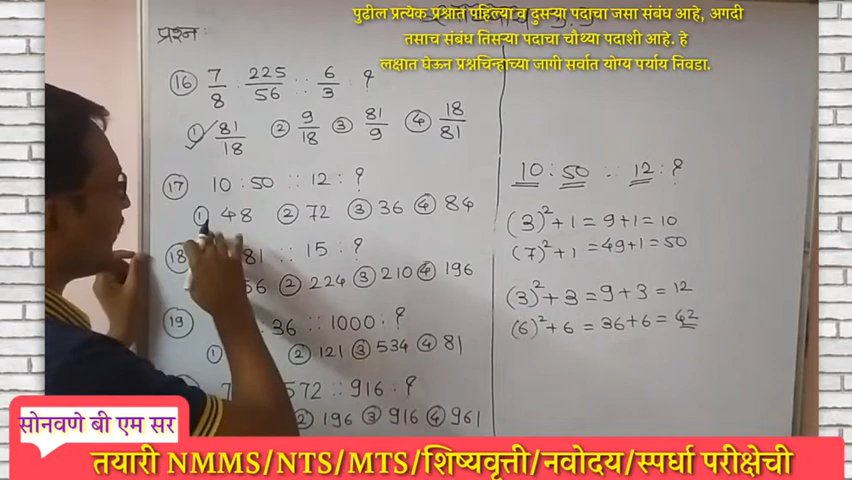 पुढील प्रत्येक प्रश्नात पहिल्या व दुसऱ्या पदाचा जसा संबंध आहे, अगदी
तसाच संबंध तिसऱ्या पदाचा चौथ्या पदाशी आहे. हे
लक्षात घेऊन प्रश्नचिन्हाच्या जागी सर्वात योग्य पर्याय निवडा.
प्रश्न:
(16) 7/8 : 225/56 :: 6/3 ?
(1) 81/18 (2) 9/18 (3) 81/9 (4) 18/81
(17) 10 : 50 :: 12 : ?
(1) 48 (2) 72 (3) 36 (4) 84
(18) 81 :: 15 : ?
56 (2) 224 (3) 210 (4) 196
(19) : 36 :: 1000 : ?
(1) (2) 121 (3) 534 (4) 81
7 572 :: 916 : ?
(2) 196 (3) 916 (4) 961
10 : 50 :: 12 : ?
(3)² + 1 = 9 + 1 = 10
(7)² + 1 = 49 + 1 = 50
(3)² + 3 = 9 + 3 = 12
(6)² + 6 = 36 + 6 = 42
सोनवणे बी एम सर
तयारी NMMS/NTS/MTS/शिष्यवृत्ती/नवोदय/स्पर्धा परीक्षेची